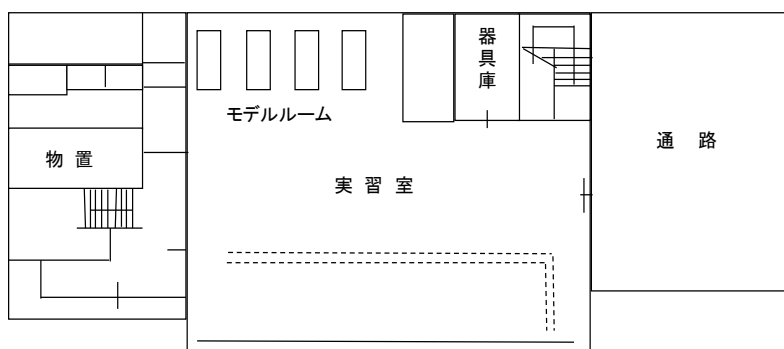 器具庫
モデルルーム
通 路
物 置
実 習 室